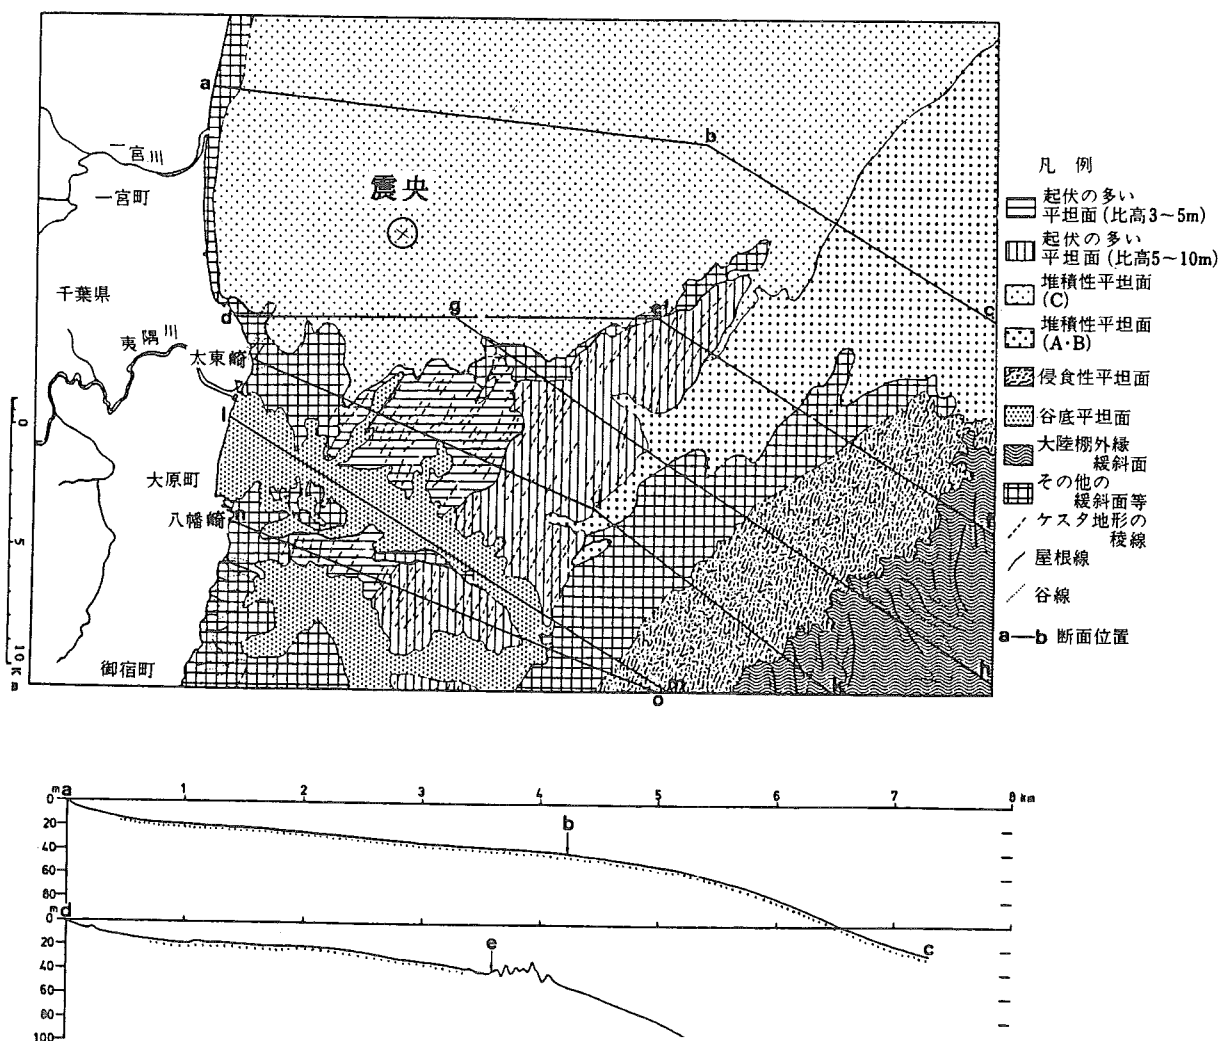 a
b
一宮川
一宮町
震央
千葉県
d
g
e
c
夷隅川
太東崎
l
大原町
八幡崎
n
御宿町
f
h
k
m
o
0
5
10Km
凡 例
起伏の多い
平坦面(比高3~5m)
起伏の多い
平坦面(比高5~10m)
堆積性平坦面
(C)
堆積性平坦面
(A・B)
侵食性平坦面
谷底平坦面
大陸棚外縁
緩斜面
その他の
緩斜面等
ケスタ地形の
稜線
屋根線
谷線
a—b 断面位置
m a 1 2 3 4 5 6 7 8 km
0
20
40
60
80
b
c
m d
0
20
40
60
80
100
e